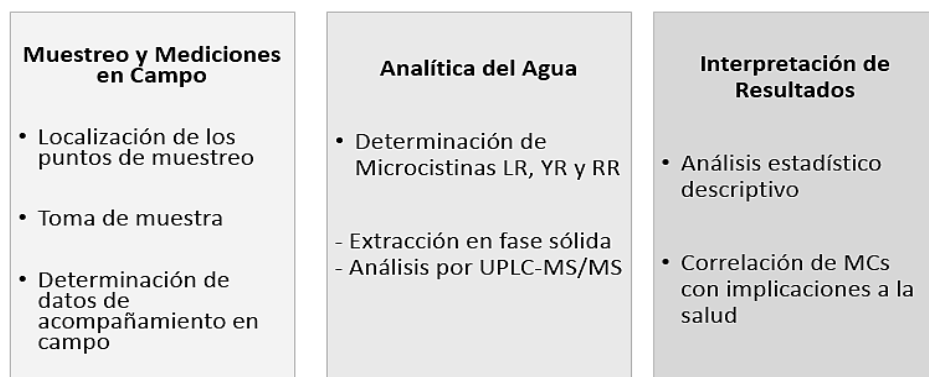 Muestreo y Mediciones
en Campo
• Localización de los
puntos de muestreo
• Toma de muestra
• Determinación de
datos de
acompañamiento en
campo
Analítica del Agua
• Determinación de
Microcistinas LR, YR y RR
- Extracción en fase sólida
- Análisis por UPLC-MS/MS
Interpretación de
Resultados
• Análisis estadístico
descriptivo
• Correlación de MCs
con implicaciones a la
salud